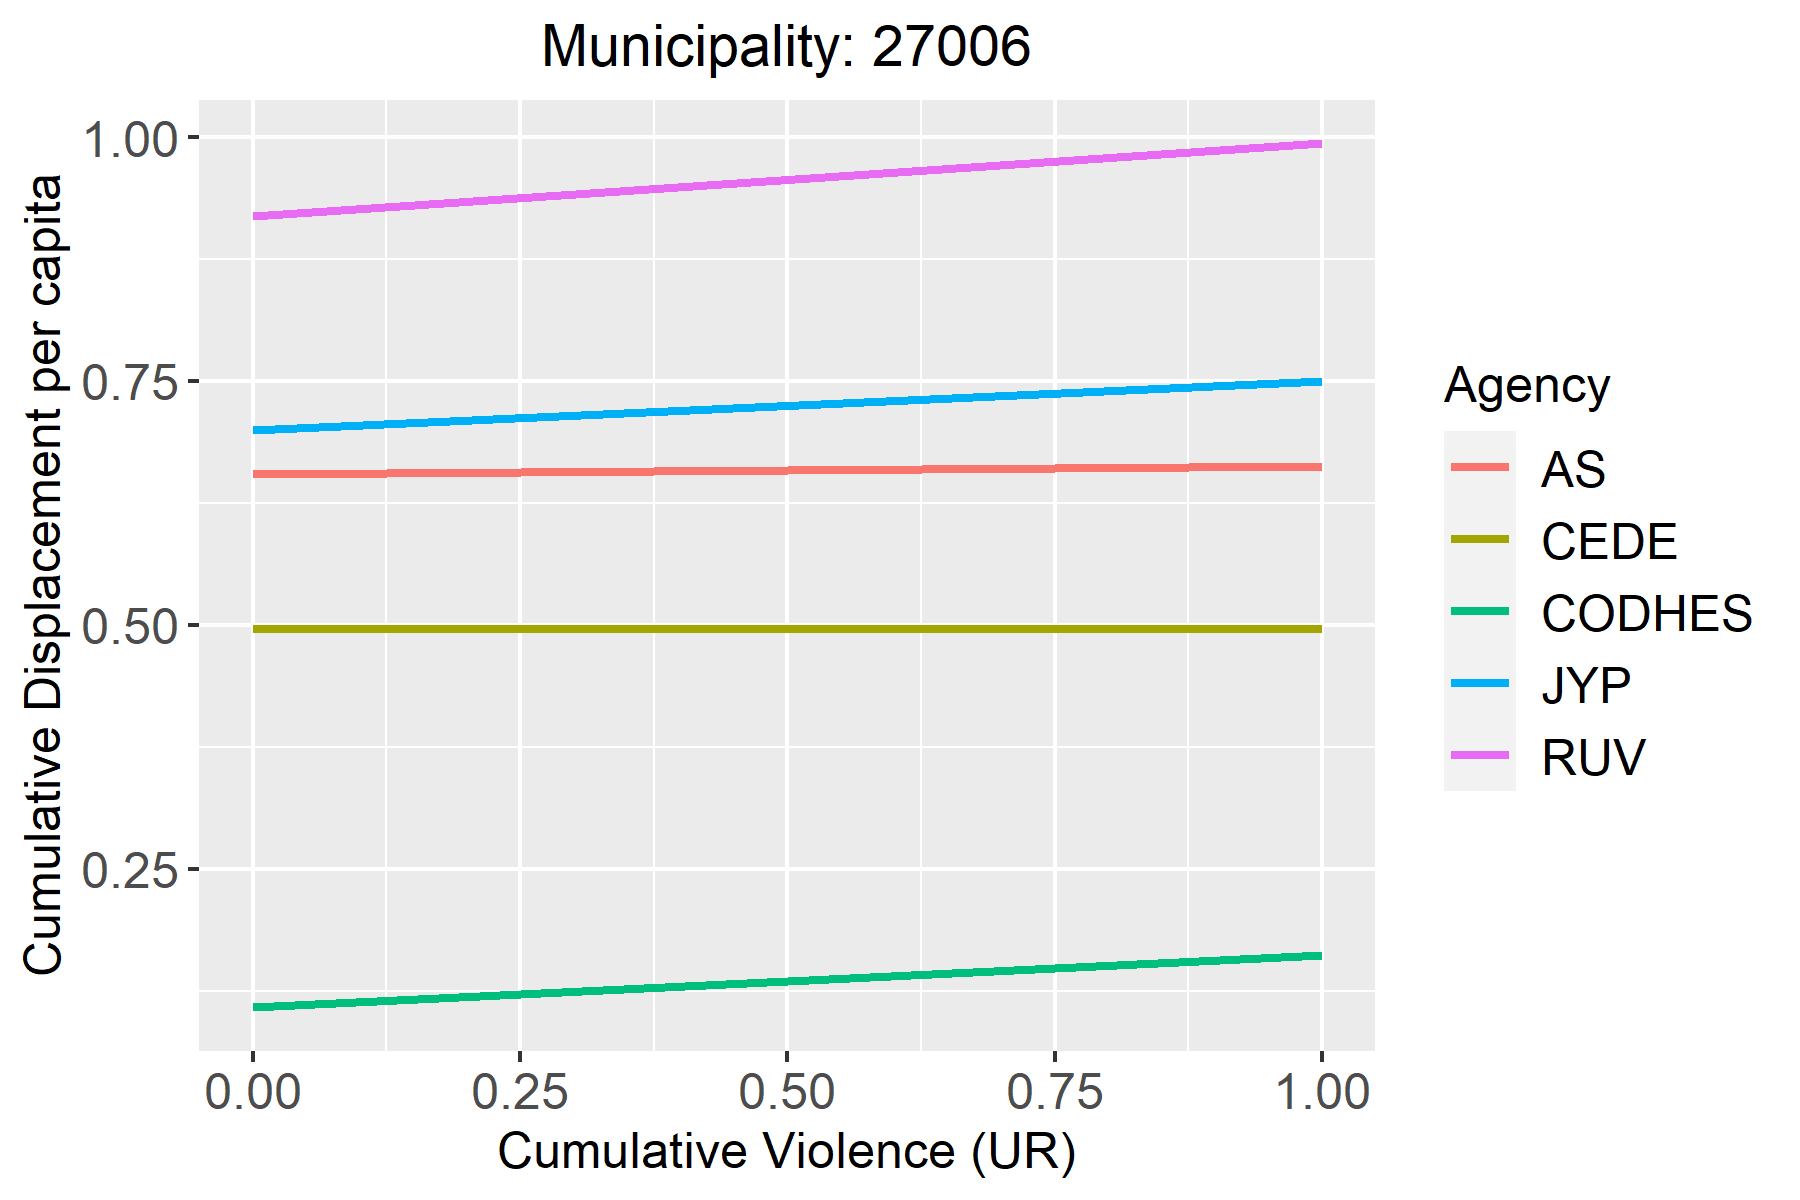 Municipality: 27006
Cumulative Displacement per capita
1.00
0.75
0.50
0.25
0.00
0.25
0.50
0.75
1.00
Cumulative Violence (UR)
Agency
AS
CEDE
CODHES
JYP
RUV